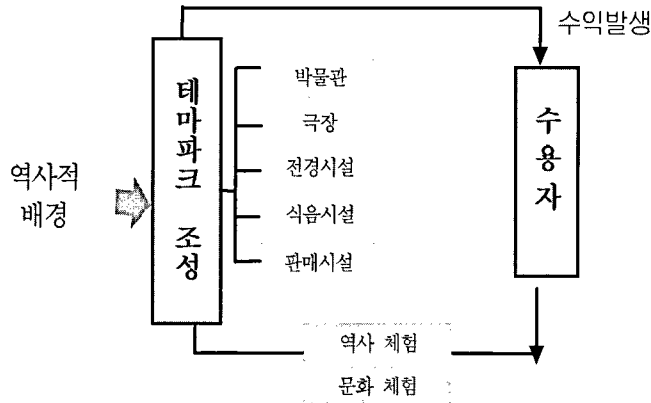 수익발생
테마파크 조성
박물관
극장
전경시설
식음시설
판매시설
수용자
역사적
배경
역사 체험
문화 체험